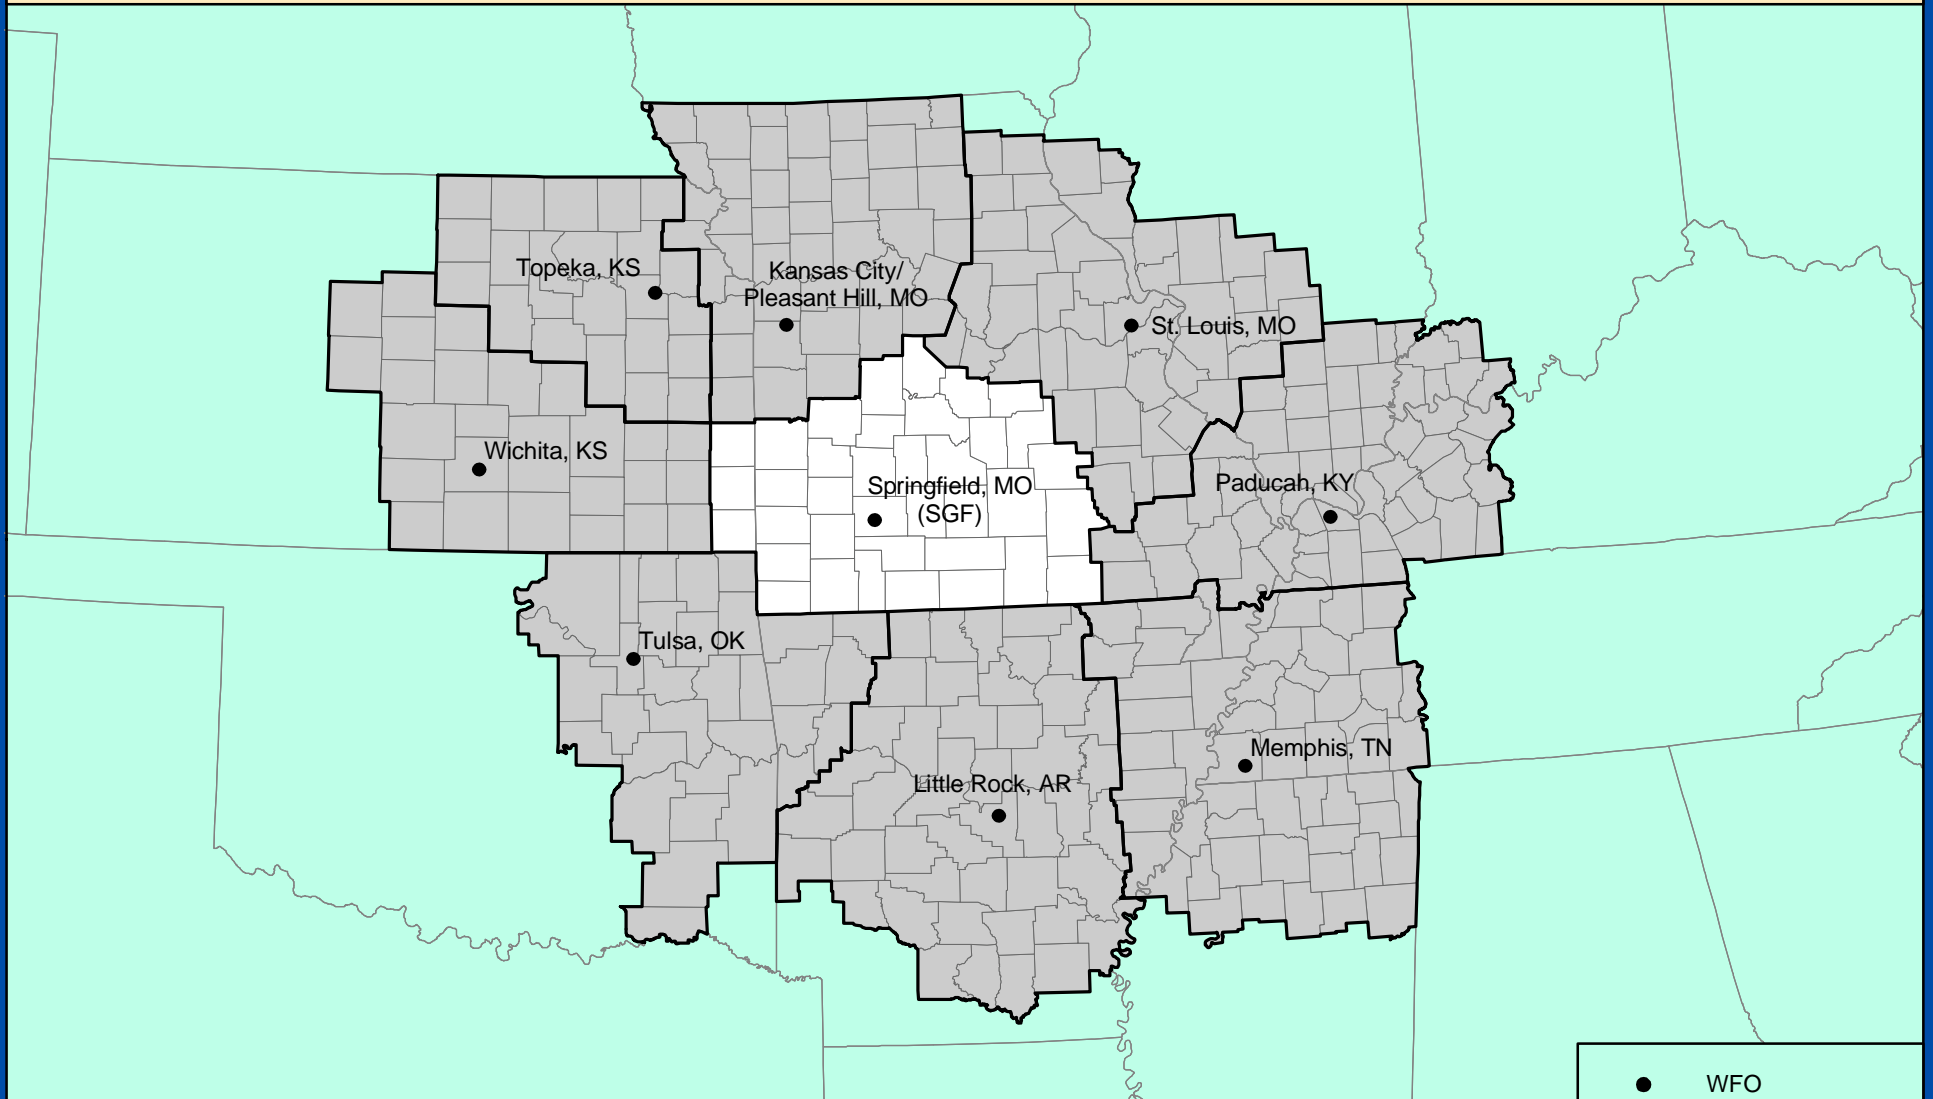 Topeka, KS
Kansas City/
Pleasant Hill, MO
St. Louis, MO
Wichita, KS
Springfield, MO
(SGF)
Paducah, KY
Tulsa, OK
Memphis, TN
Little Rock, AR
WFO